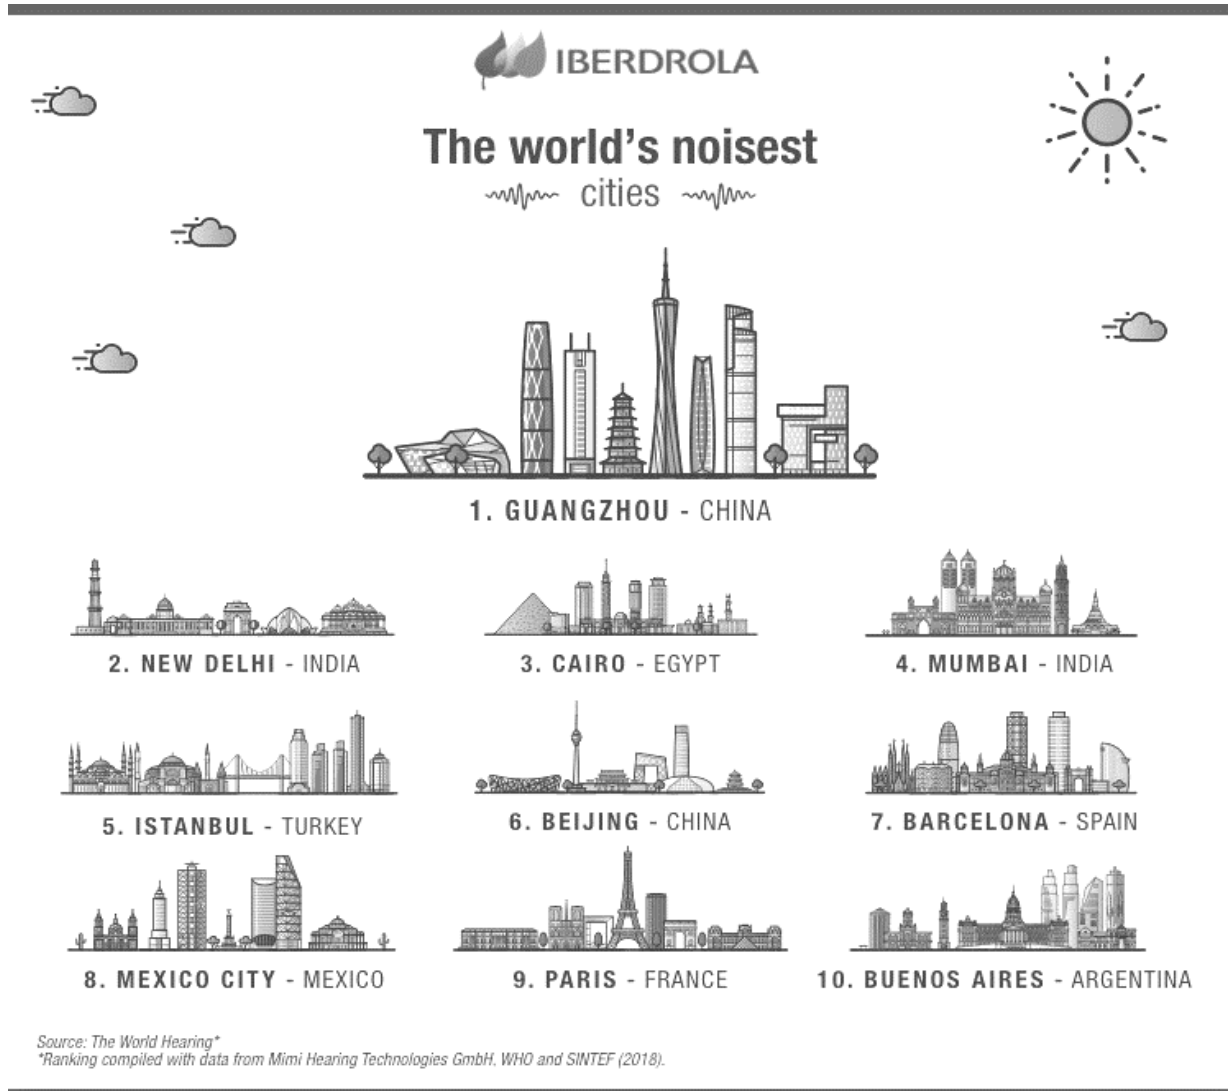 IBERDROLA
The world's noisest
cities
1. GUANGZHOU - CHINA
2. NEW DELHI - INDIA
3. CAIRO - EGYPT
4. MUMBAI - INDIA
5. ISTANBUL - TURKEY
6. BEIJING - CHINA
7. BARCELONA - SPAIN
8. MEXICO CITY - MEXICO
9. PARIS - FRANCE
10. BUENOS AIRES - ARGENTINA
Source: The World Hearing*
*Ranking compiled with data from Mimi Hearing Technologies GmbH, WHO and SINTEF (2018).